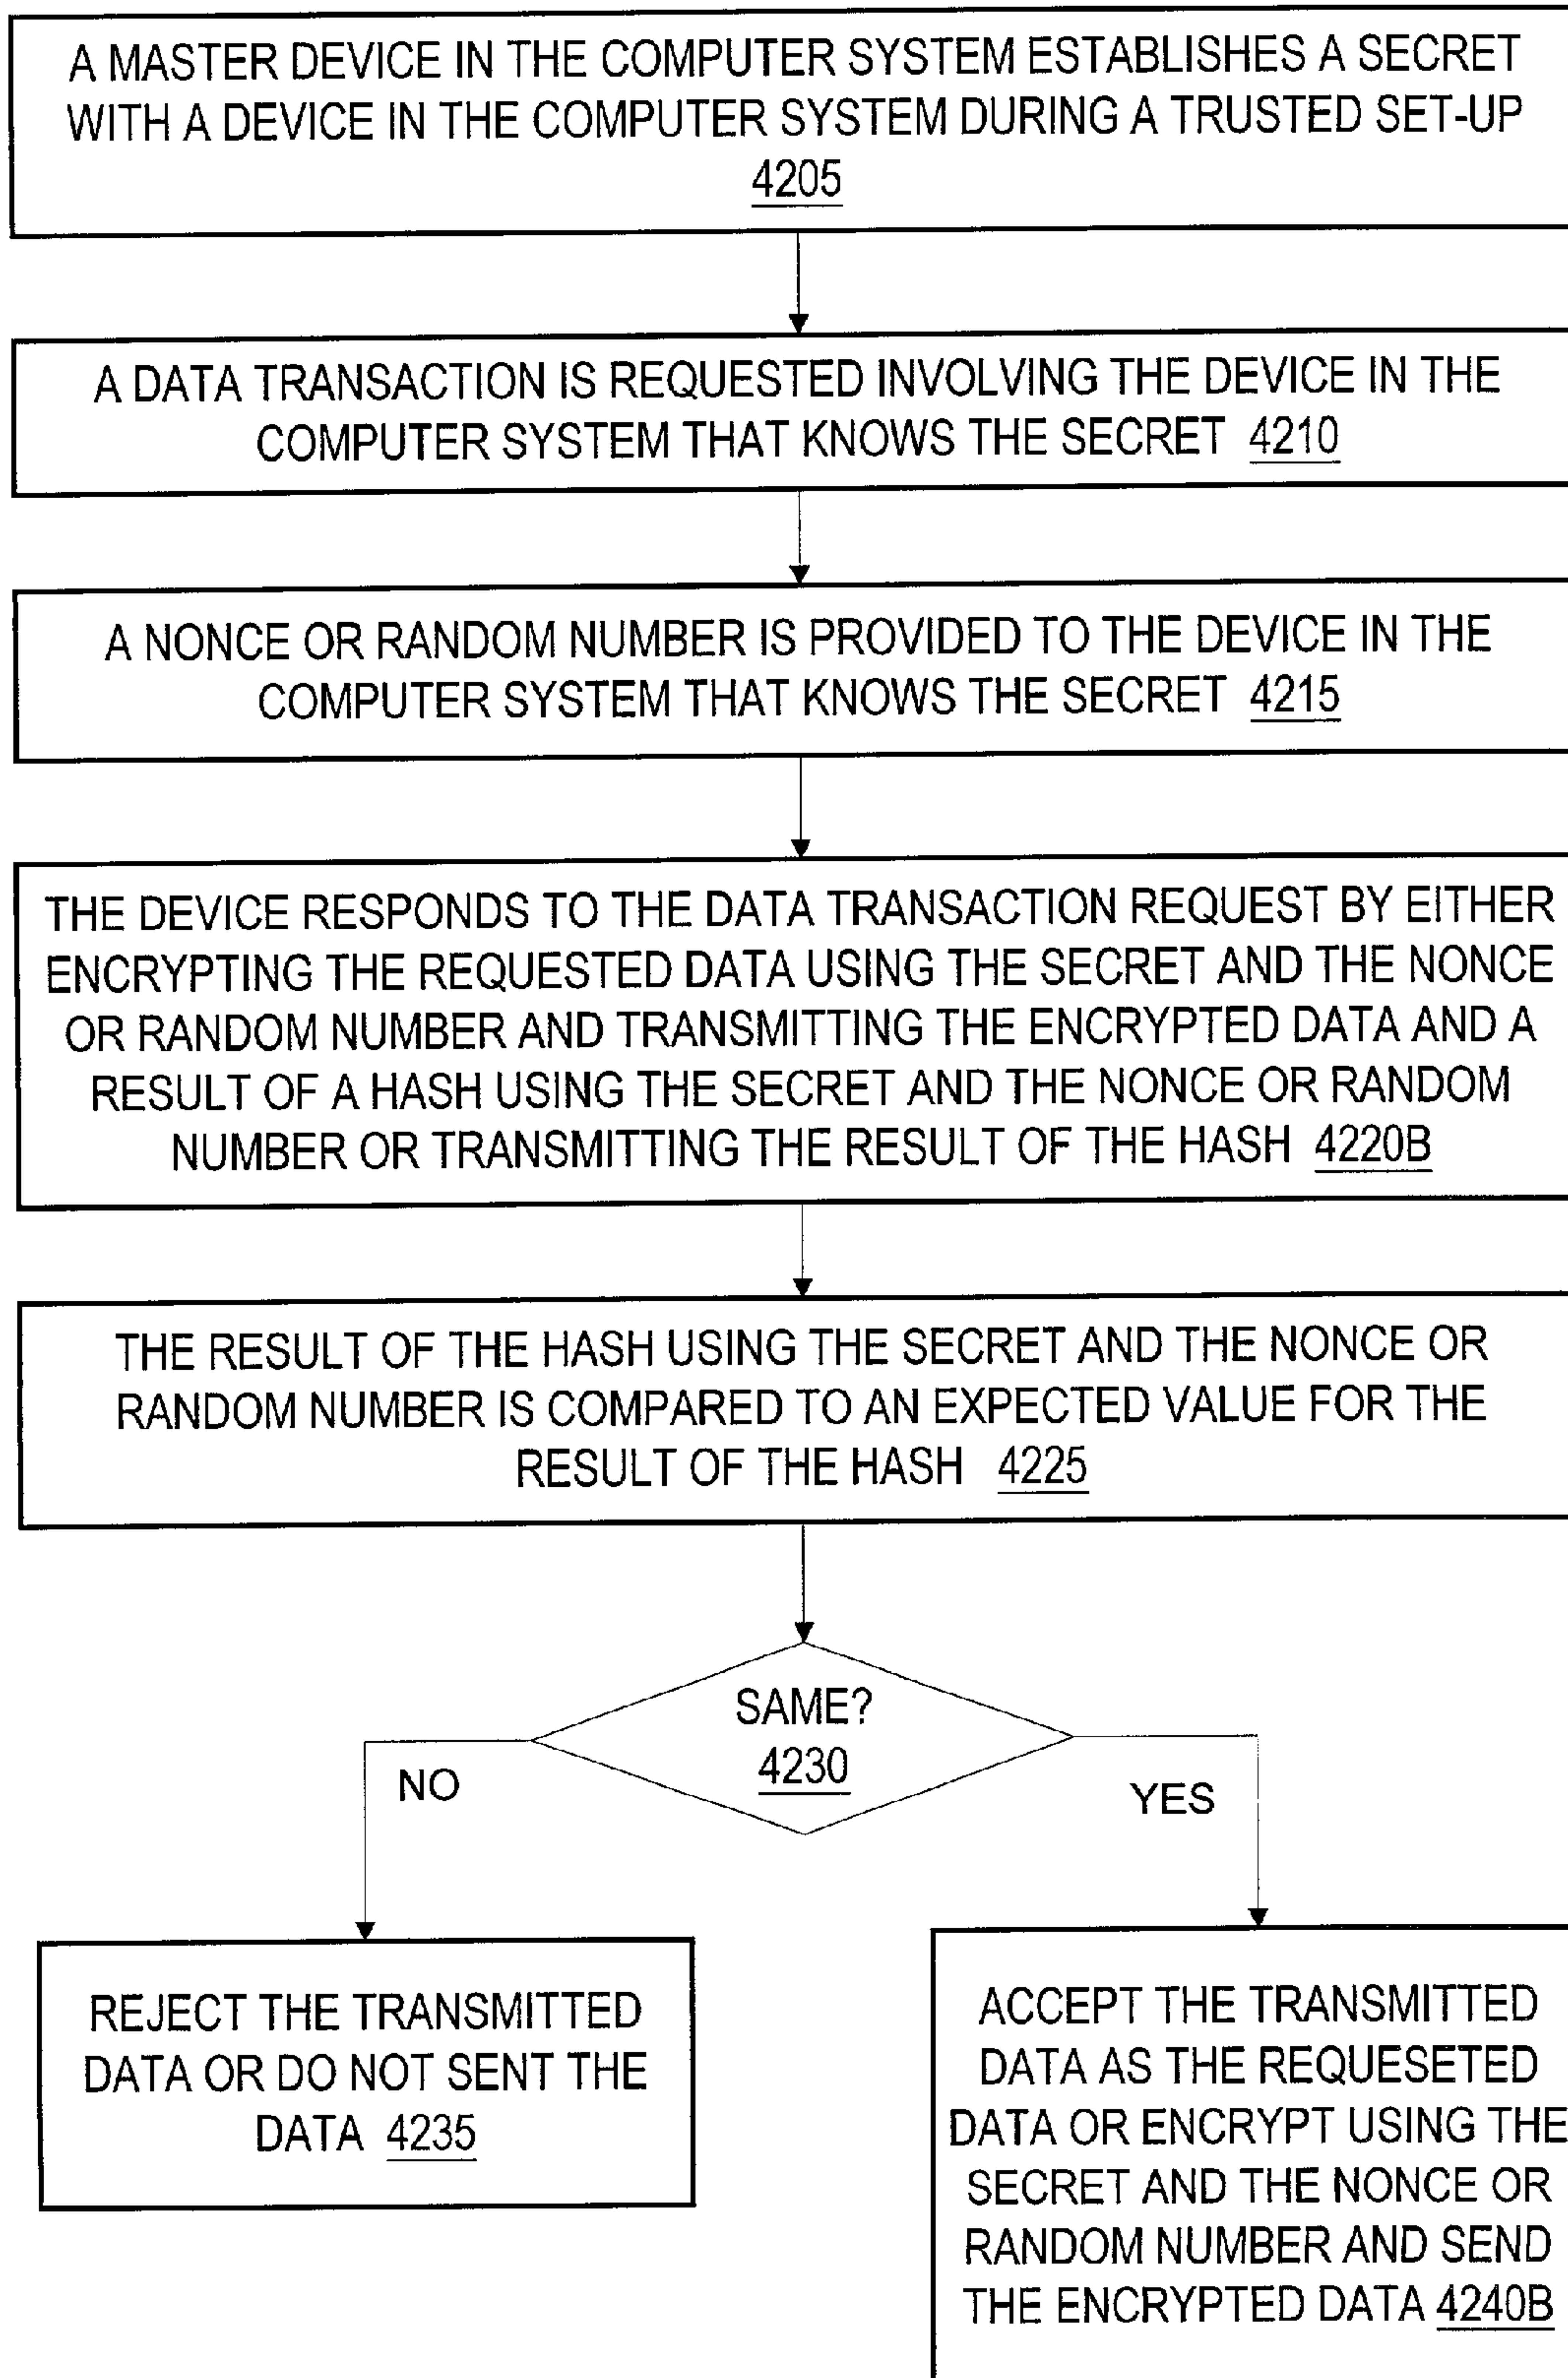 A MASTER DEVICE IN THE COMPUTER SYSTEM ESTABLISHES A SECRET
WITH A DEVICE IN THE COMPUTER SYSTEM DURING A TRUSTED SET-UP
4205
A DATA TRANSACTION IS REQUESTED INVOLVING THE DEVICE IN THE
COMPUTER SYSTEM THAT KNOWS THE SECRET 4210
A NONCE OR RANDOM NUMBER IS PROVIDED TO THE DEVICE IN THE
COMPUTER SYSTEM THAT KNOWS THE SECRET 4215
THE DEVICE RESPONDS TO THE DATA TRANSACTION REQUEST BY EITHER
ENCRYPTING THE REQUESTED DATA USING THE SECRET AND THE NONCE
OR RANDOM NUMBER AND TRANSMITTING THE ENCRYPTED DATA AND A
RESULT OF A HASH USING THE SECRET AND THE NONCE OR RANDOM
NUMBER OR TRANSMITTING THE RESULT OF THE HASH 4220B
THE RESULT OF THE HASH USING THE SECRET AND THE NONCE OR
RANDOM NUMBER IS COMPARED TO AN EXPECTED VALUE FOR THE
RESULT OF THE HASH 4225
SAME?
4230
NO
YES
REJECT THE TRANSMITTED
DATA OR DO NOT SENT THE
DATA 4235
ACCEPT THE TRANSMITTED
DATA AS THE REQUESETED
DATA OR ENCRYPT USING THE
SECRET AND THE NONCE OR
RANDOM NUMBER AND SEND
THE ENCRYPTED DATA 4240B